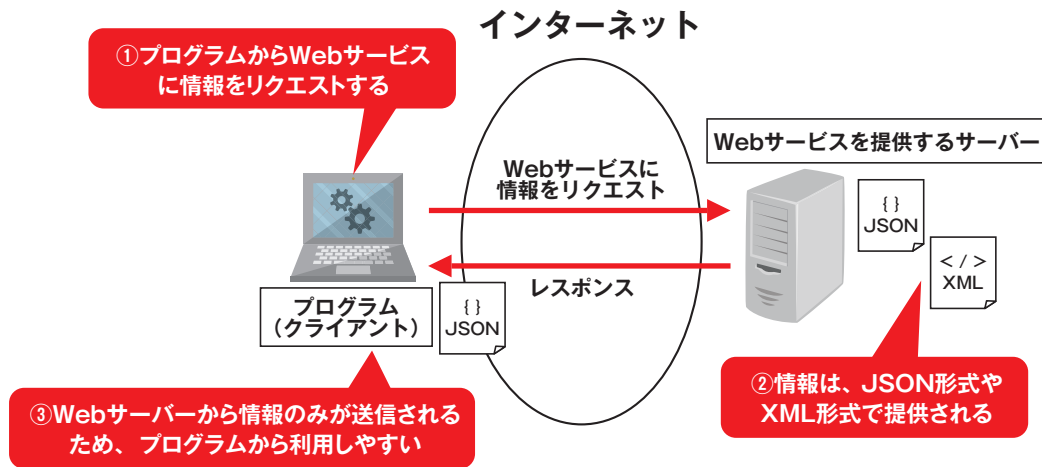 インターネット
①プログラムからWebサービス
に情報をリクエストする
Webサービスを提供するサーバー
Webサービスに
情報をリクエスト
{ }
JSON
< / >
XML
レスポンス
プログラム
（クライアント）
{ }
JSON
②情報は、JSON形式や
XML形式で提供される
③Webサーバーから情報のみが送信される
ため、プログラムから利用しやすい